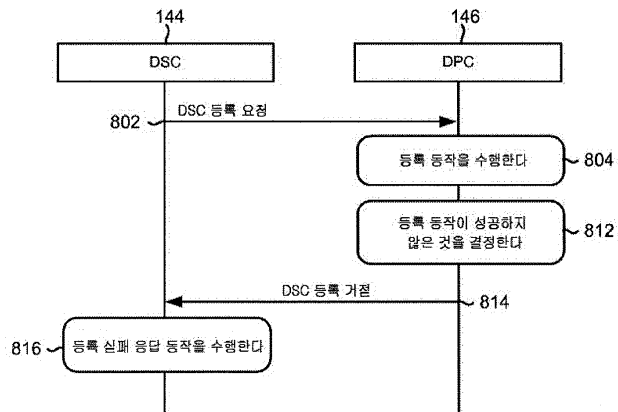 144
146
DSC
DPC
DSC 등록 요청
802
등록 동작을 수행한다
804
등록 동작이 성공하지
않은 것을 결정한다
812
DSC 등록 거절
814
816
등록 실패 응답 동작을 수행한다